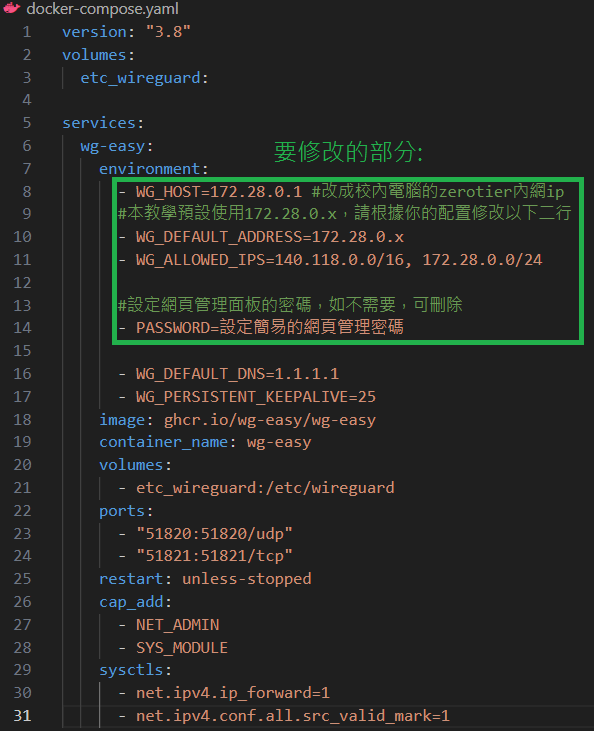 docker-compose.yaml
1 version: "3.8"
2 volumes:
3 etc_wireguard:
4
5 services:
6 wg-easy:
要修改的部分:
7 environment:
8 - WG_HOST=172.28.0.1 #改成校內電腦的zerotier內網ip
9 #本教學預設使用172.28.0.x，請根據你的配置修改以下二行
10 - WG_DEFAULT_ADDRESS=172.28.0.x
11 - WG_ALLOWED_IPS=140.118.0.0/16, 172.28.0.0/24
12
13 #設定網頁管理面板的密碼，如不需要，可刪除
14 - PASSWORD=設定簡易的網頁管理密碼
15
16 - WG_DEFAULT_DNS=1.1.1.1
17 - WG_PERSISTENT_KEEPALIVE=25
18 image: ghcr.io/wg-easy/wg-easy
19 container_name: wg-easy
20 volumes:
21 - etc_wireguard:/etc/wireguard
22 ports:
23 - "51820:51820/udp"
24 - "51821:51821/tcp"
25 restart: unless-stopped
26 cap_add:
27 - NET_ADMIN
28 - SYS_MODULE
29 sysctls:
30 - net.ipv4.ip_forward=1
31 - net.ipv4.conf.all.src_valid_mark=1